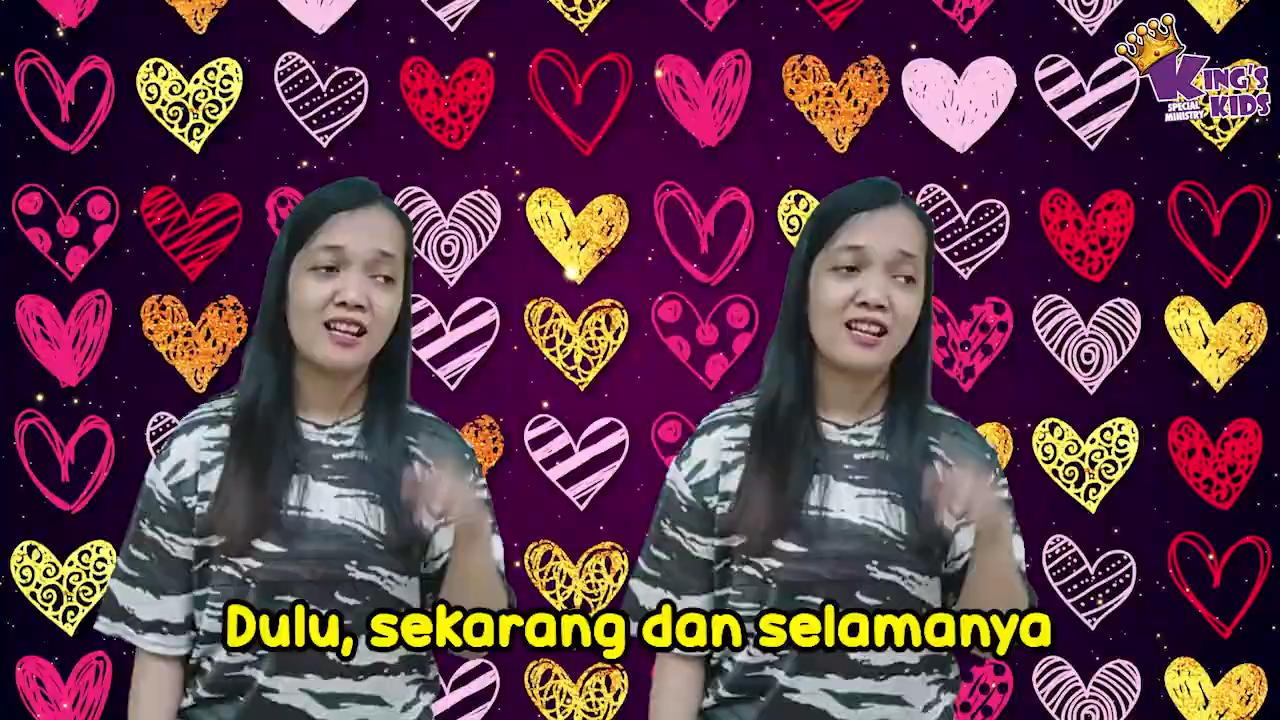 KING'S
SPECIAL
MINISTRY
KIDS
Dulu, sekarang dan selamanya